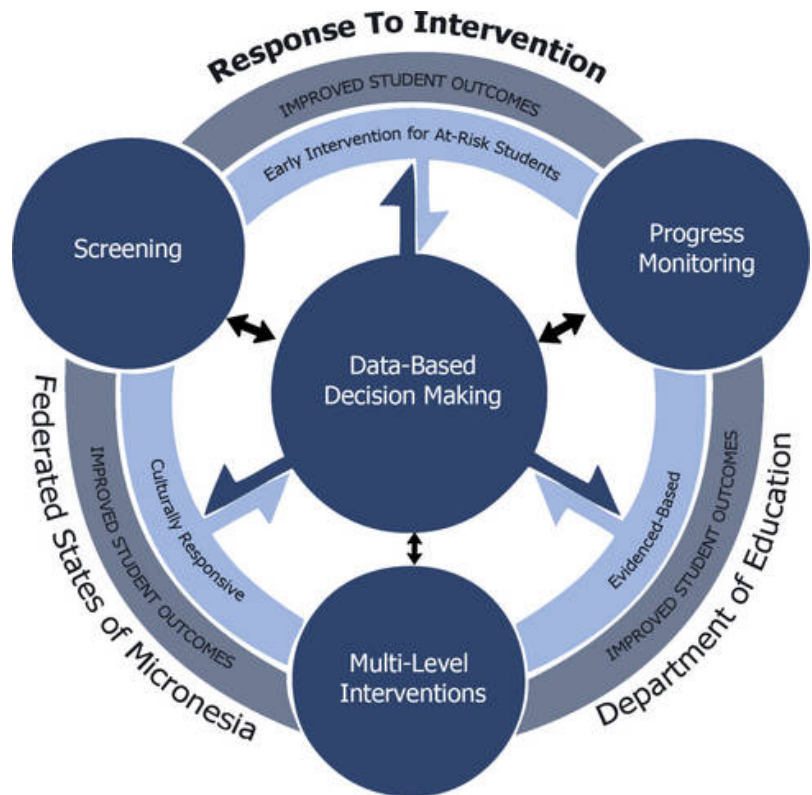 Response To Intervention
IMPROVED STUDENT OUTCOMES
Early Intervention for At-Risk Students
Screening
Progress
Monitoring
Data-Based
Decision Making
Federated States of Micronesia
IMPROVED STUDENT OUTCOMES
Culturally Responsive
Evidenced-Based
IMPROVED STUDENT OUTCOMES
Department of Education
Multi-Level
Interventions